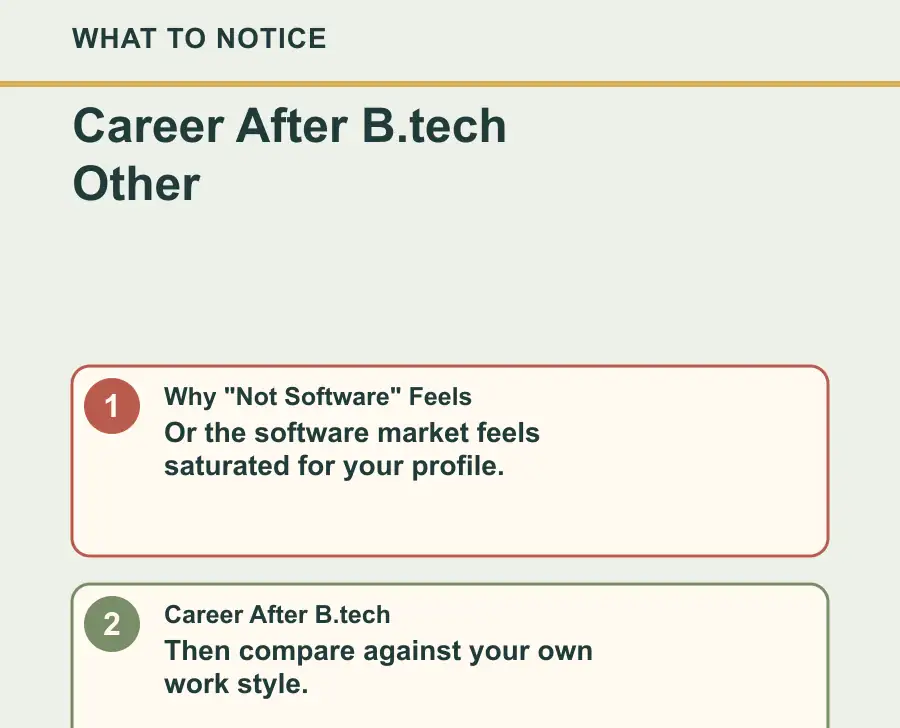 WHAT TO NOTICE
Career After B.tech
Other
1
Why "Not Software" Feels
Or the software market feels
saturated for your profile.
2
Career After B.tech
Then compare against your own
work style.